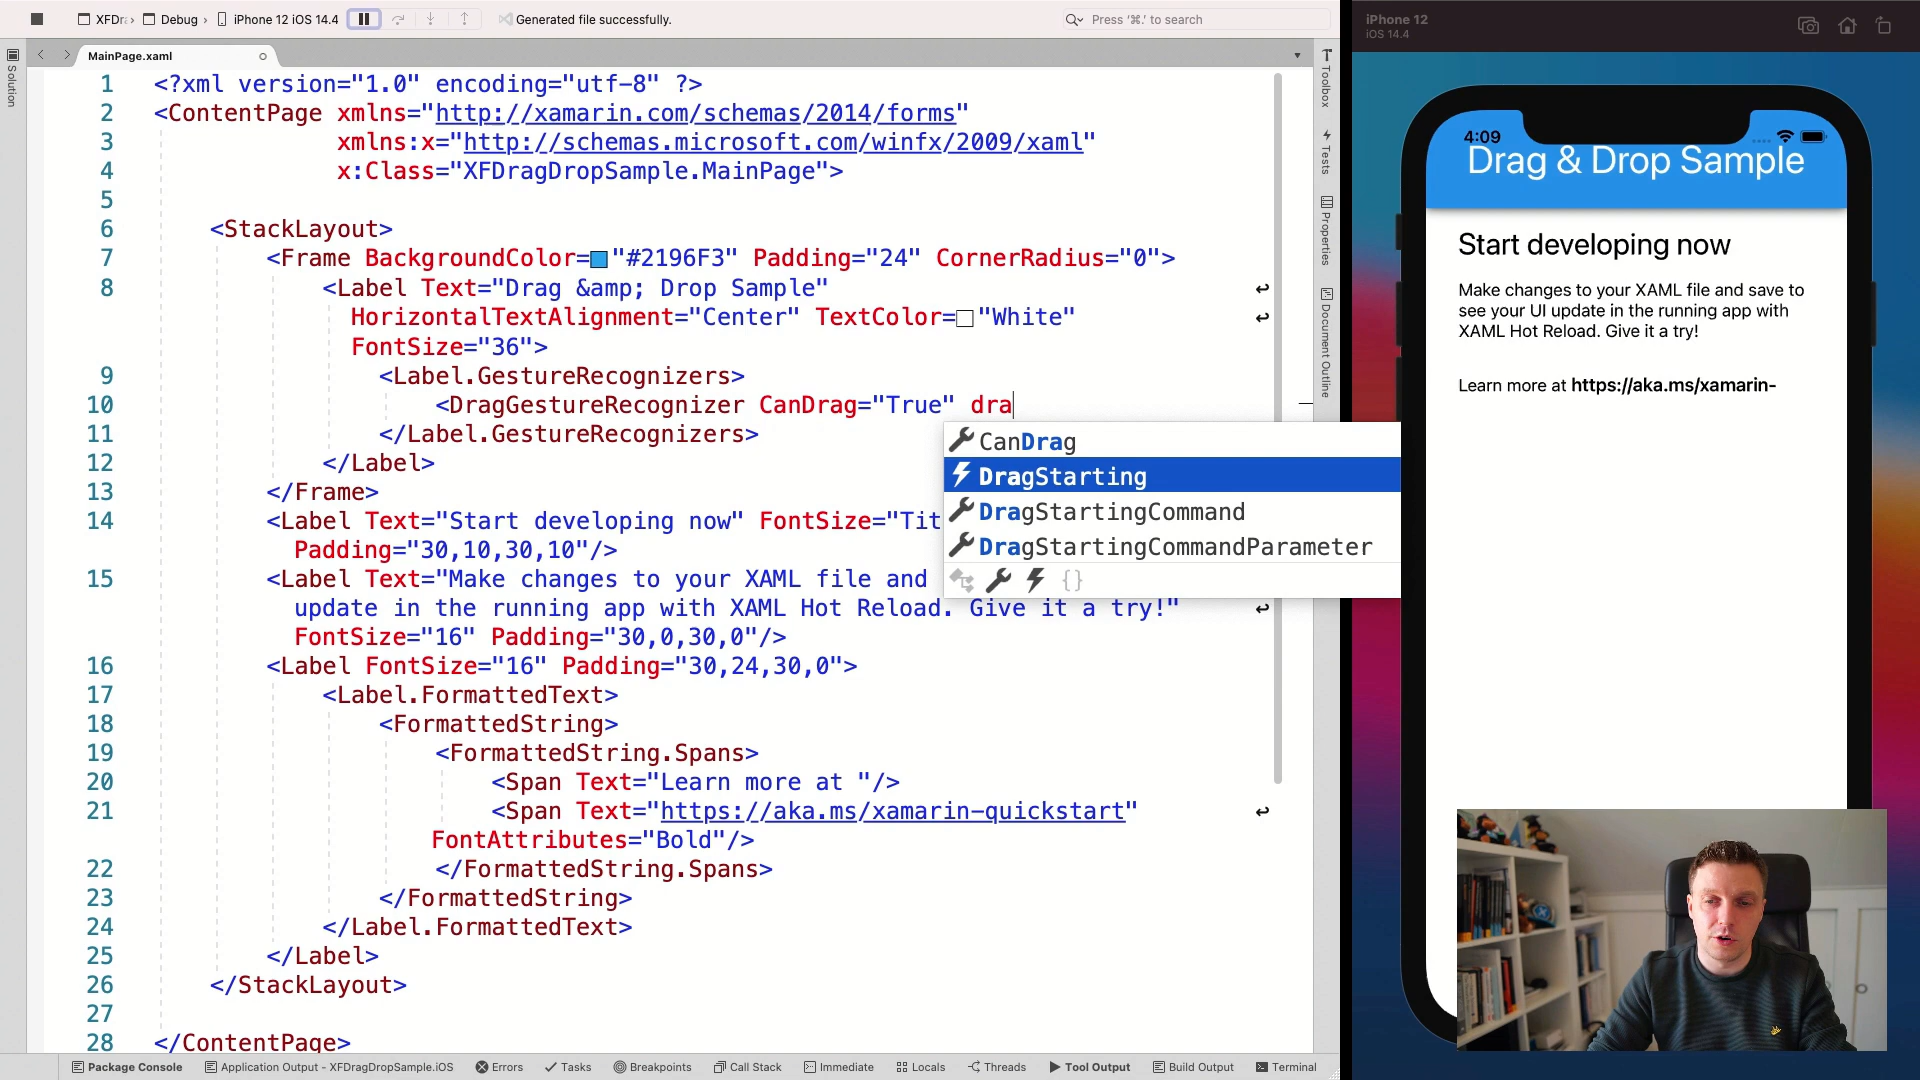 XFDr › Debug › iPhone 12 iOS 14.4
Generated file successfully.
Press '⌘.' to search
MainPage.xaml
Solution
1 <?xml version="1.0" encoding="utf-8" ?>
2 <ContentPage xmlns="http://xamarin.com/schemas/2014/forms"
3 xmlns:x="http://schemas.microsoft.com/winfx/2009/xaml"
4 x:Class="XFDragDropSample.MainPage">
5
6 <StackLayout>
7 <Frame BackgroundColor="#2196F3" Padding="24" CornerRadius="0">
8 <Label Text="Drag &amp; Drop Sample"
HorizontalTextAlignment="Center" TextColor="White"
FontSize="36">
9 <Label.GestureRecognizers>
10 <DragGestureRecognizer CanDrag="True" dra
11 </Label.GestureRecognizers>
12 </Label>
13 </Frame>
14 <Label Text="Start developing now" FontSize="Tit
Padding="30,10,30,10"/>
15 <Label Text="Make changes to your XAML file and
update in the running app with XAML Hot Reload. Give it a try!"
FontSize="16" Padding="30,0,30,0"/>
16 <Label FontSize="16" Padding="30,24,30,0">
17 <Label.FormattedText>
18 <FormattedString>
19 <FormattedString.Spans>
20 <Span Text="Learn more at "/>
21 <Span Text="https://aka.ms/xamarin-quickstart"
FontAttributes="Bold"/>
22 </FormattedString.Spans>
23 </FormattedString>
24 </Label.FormattedText>
25 </Label>
26 </StackLayout>
27
28 </ContentPage>
CanDrag
DragStarting
DragStartingCommand
DragStartingCommandParameter
{}
Toolbox
Tests
Properties
Document Outline
Package Console
Application Output - XFDragDropSample.iOS
Errors
Tasks
Breakpoints
Call Stack
Immediate
Locals
Threads
Tool Output
Build Output
Terminal
iPhone 12
iOS 14.4
4:09
Drag & Drop Sample
Start developing now
Make changes to your XAML file and save to
see your UI update in the running app with
XAML Hot Reload. Give it a try!
Learn more at https://aka.ms/xamarin-